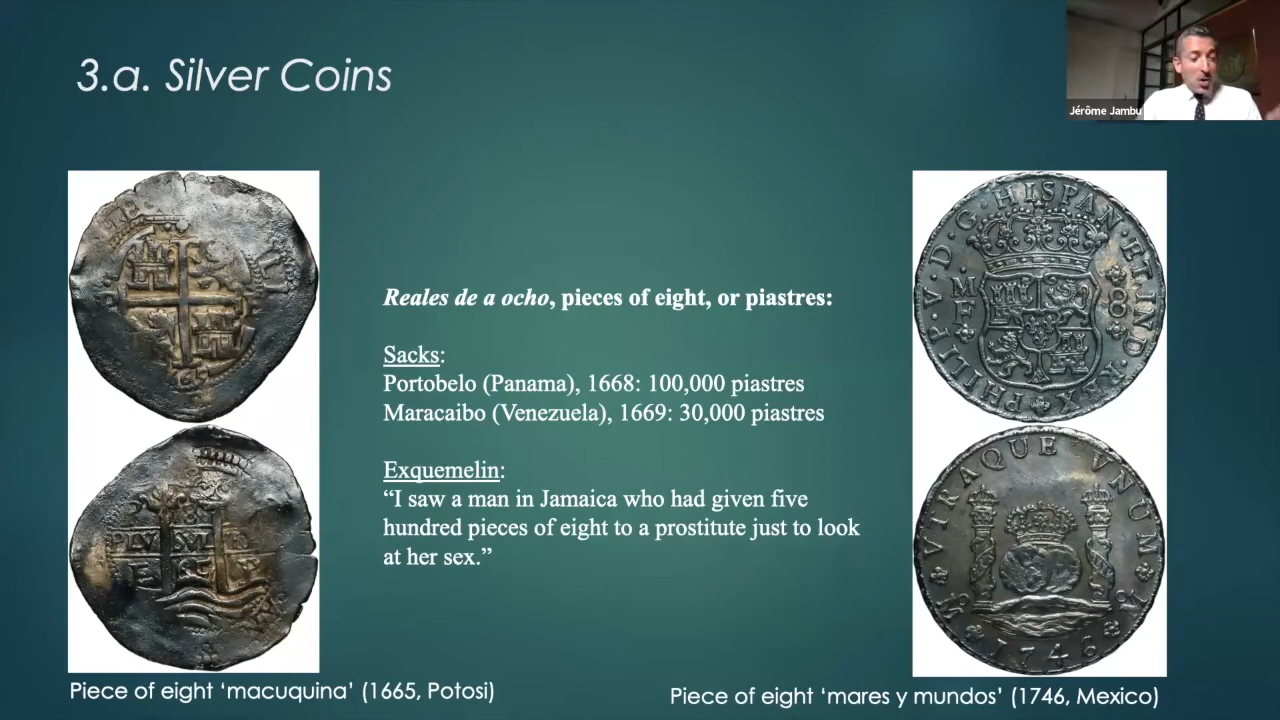 3.a. Silver Coins
Jérôme Jambu
Reales de a ocho, pieces of eight, or piastres:
Sacks:
Portobelo (Panama), 1668: 100,000 piastres
Maracaibo (Venezuela), 1669: 30,000 piastres
Exquemelin:
“I saw a man in Jamaica who had given five
hundred pieces of eight to a prostitute just to look
at her sex.”
PHILIP·V·D·G·HISPAN·ET IND·REX
MF
8
VTRAQUE VNUM
1746
PLV
Piece of eight ‘macuquina’ (1665, Potosi)
Piece of eight ‘mares y mundos’ (1746, Mexico)